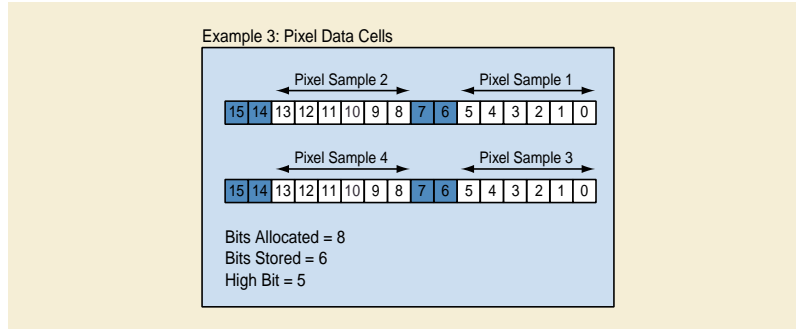 Example 3: Pixel Data Cells
Pixel Sample 2 Pixel Sample 1
15 14 13 12 11 10 9 8 7 6 5 4 3 2 1 0
Pixel Sample 4 Pixel Sample 3
15 14 13 12 11 10 9 8 7 6 5 4 3 2 1 0
Bits Allocated = 8
Bits Stored = 6
High Bit = 5